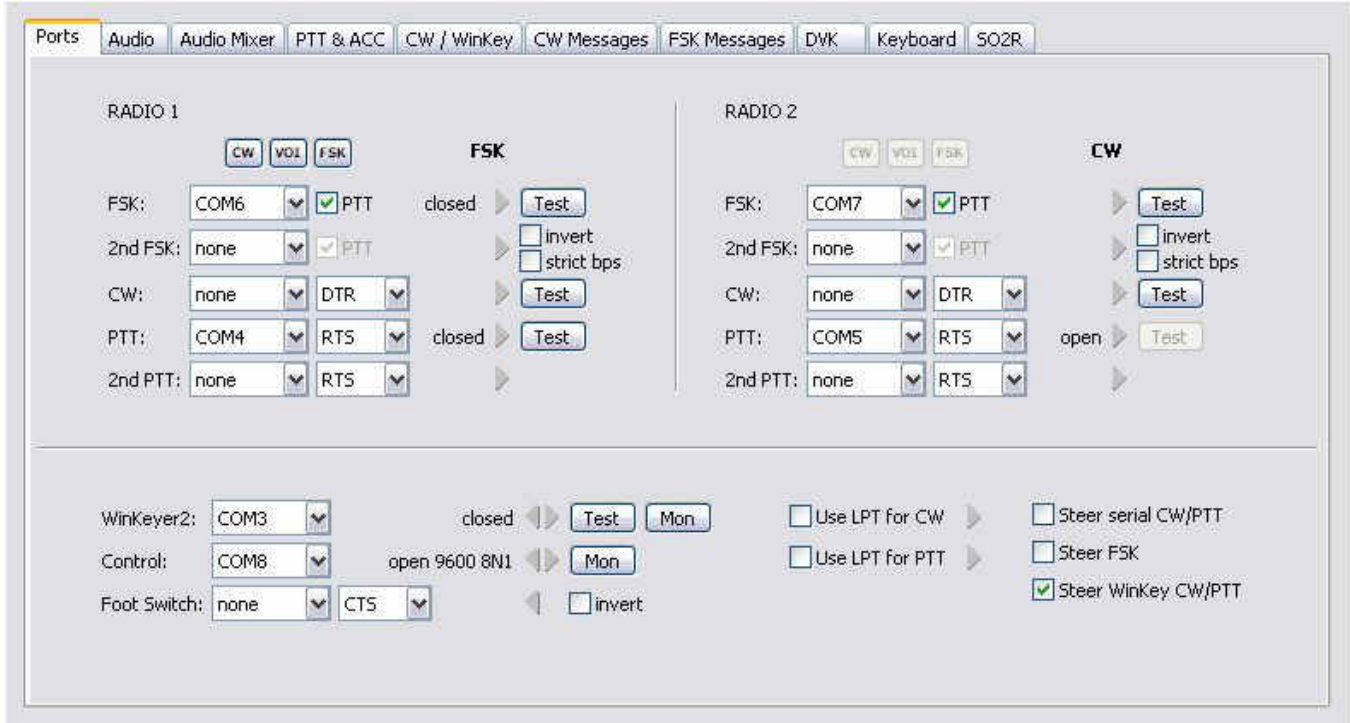 Ports Audio Audio Mixer PTT & ACC CW / WinKey CW Messages FSK Messages DVK Keyboard SO2R
RADIO 1
CW VOI FSK FSK
FSK: COM6 PTT closed Test
2nd FSK: none PTT invert
strict bps
CW: none DTR Test
PTT: COM4 RTS closed Test
2nd PTT: none RTS
RADIO 2
CW VOI FSK CW
FSK: COM7 PTT Test
2nd FSK: none PTT invert
strict bps
CW: none DTR Test
PTT: COM5 RTS open Test
2nd PTT: none RTS
WinKeyer2: COM3 closed Test Mon
Control: COM8 open 9600 8N1 Mon
Foot Switch: none CTS invert
Use LPT for CW
Use LPT for PTT
Steer serial CW/PTT
Steer FSK
Steer WinKey CW/PTT